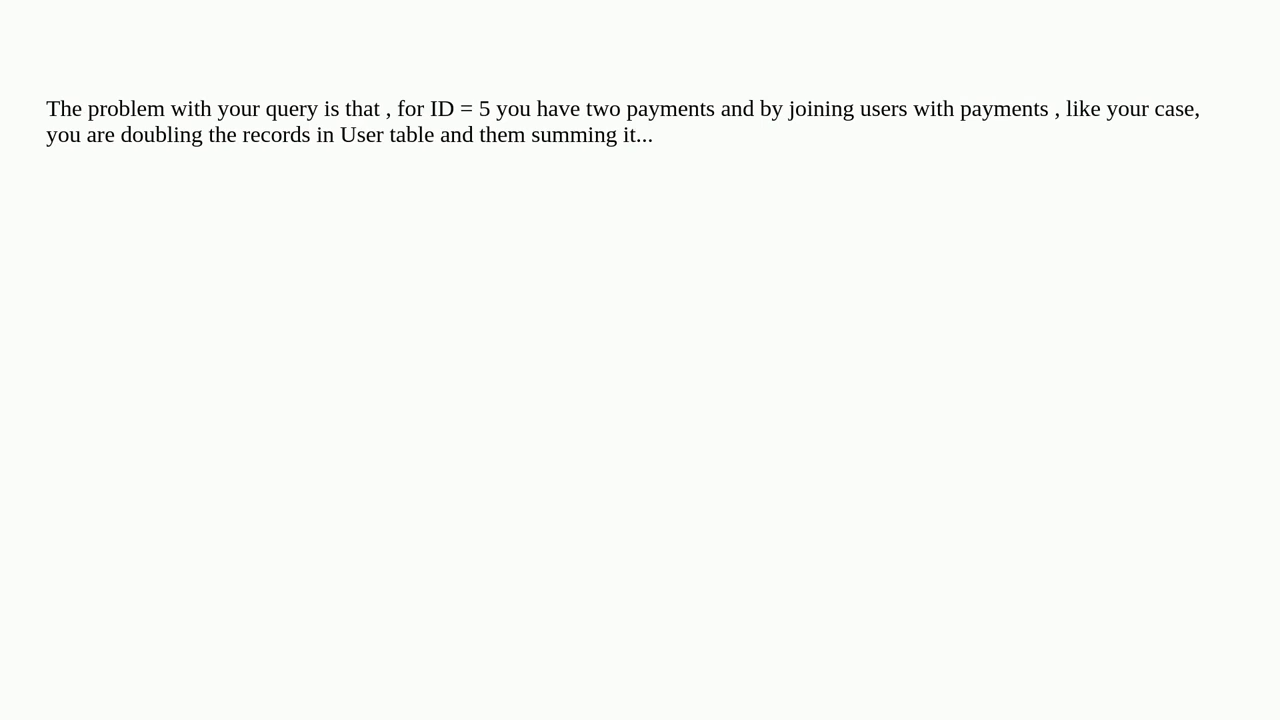 The problem with your query is that , for ID = 5 you have two payments and by joining users with payments , like your case,
you are doubling the records in User table and them summing it...